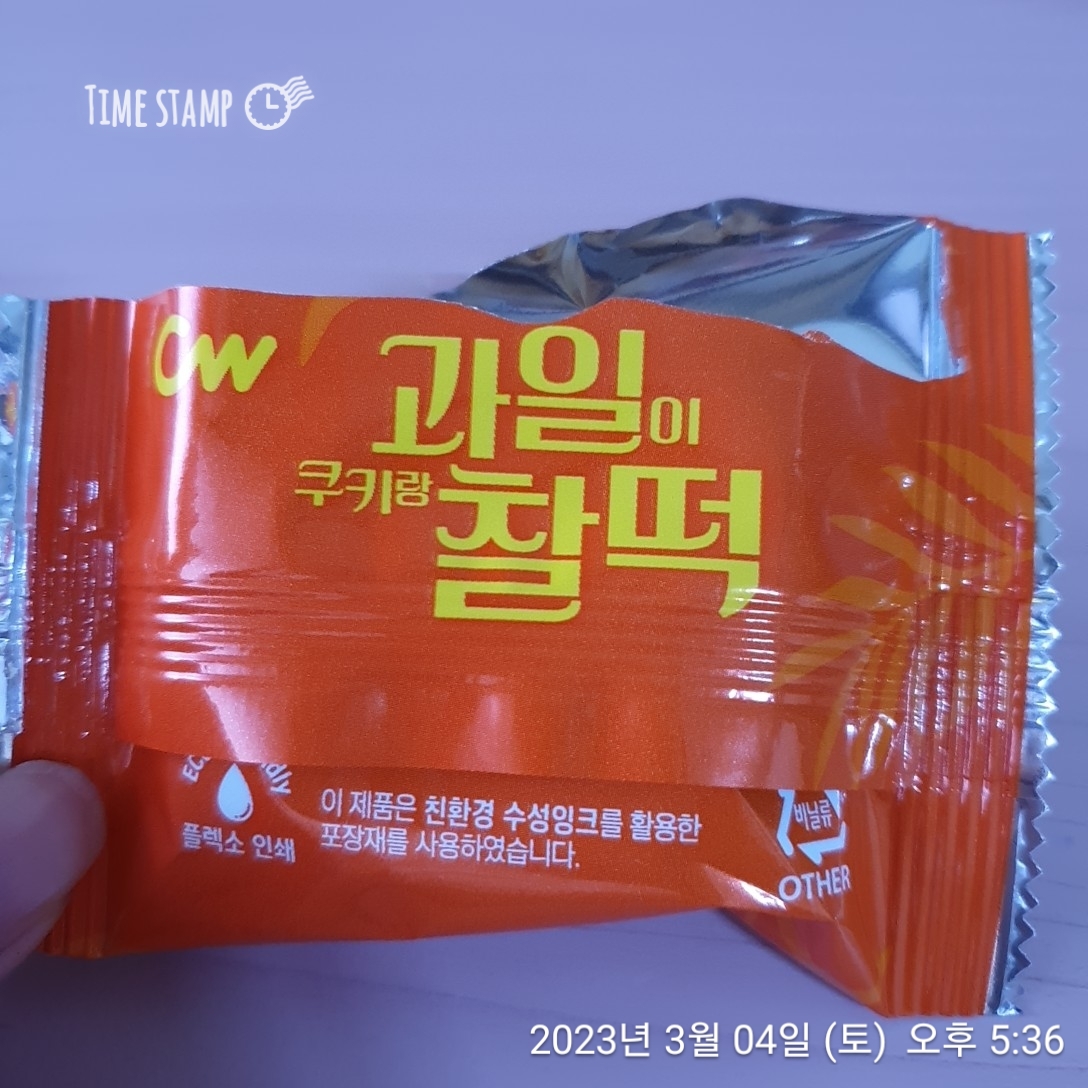 TIME STAMP
CW
과일이
쿠키랑 찰떡
플렉소 인쇄
이 제품은 친환경 수성잉크를 활용한
포장재를 사용하였습니다.
비닐류
OTHER
2023년 3월 04일 (토) 오후 5:36